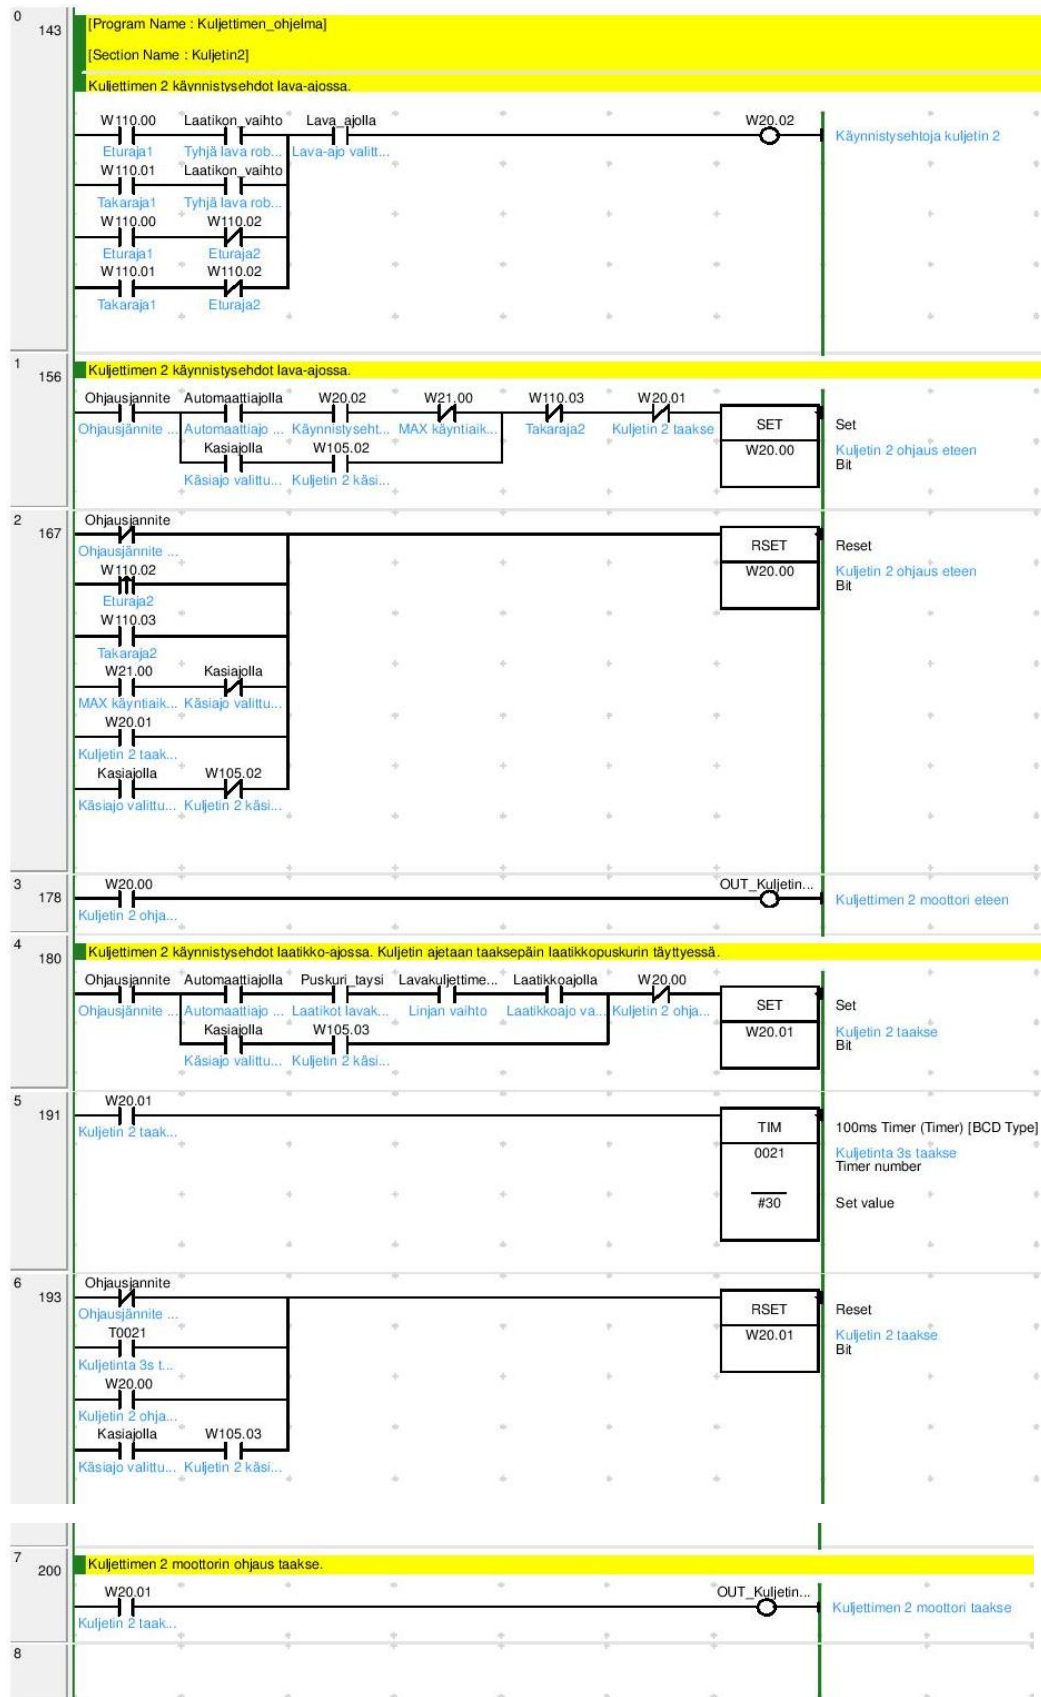 0
143
[Program Name : Kuljettimen_ohjelma]
[Section Name : Kuljetin2]
Kuljettimen 2 käynnistysehdot lava-ajossa.
W110.00 Laatikon_vaihto Lava_ajolla W20.02
Käynnistysehtoja kuljetin 2
Eturaja1 Tyhjä lava rob... Lava-ajo valitt...
W110.01 Laatikon_vaihto
Takaraja1 Tyhjä lava rob...
W110.00 W110.02
Eturaja1 Eturaja2
W110.01 W110.02
Takaraja1 Eturaja2
1
156
Kuljettimen 2 käynnistysehdot lava-ajossa.
Ohjausjannite Automaattiajolla W20.02 W21.00 W110.03 W20.01
SET Set
Ohjausjännite ... Automaattiajo ... Käynnistyseht... MAX käyntiaik... Takaraja2 Kuljetin 2 taakse
Kasiajolla W105.02
W20.00 Kuljetin 2 ohjaus eteen
Bit
Käsiajo valittu... Kuljetin 2 käsi...
2
167
Ohjausjannite
RSET Reset
Ohjausjännite ...
W110.02
W20.00 Kuljetin 2 ohjaus eteen
Bit
Eturaja2
W110.03
Takaraja2
W21.00 Kasiajolla
MAX käyntiaik... Käsiajo valittu...
W20.01
Kuljetin 2 taak...
Kasiajolla W105.02
Käsiajo valittu... Kuljetin 2 käsi...
3
178
W20.00 OUT_Kuljetin...
Kuljettimen 2 moottori eteen
Kuljetin 2 ohja...
4
180
Kuljettimen 2 käynnistysehdot laatikko-ajossa. Kuljetin ajetaan taaksepäin laatikkopuskurin täyttyessä.
Ohjausjannite Automaattiajolla Puskuri_taysi Lavakuljettime... Laatikkoajolla W20.00
SET Set
Ohjausjännite ... Automaattiajo ... Laatikot lavak... Linjan vaihto Laatikkoajo va... Kuljetin 2 ohja...
Kasiajolla W105.03
W20.01 Kuljetin 2 taakse
Bit
Käsiajo valittu... Kuljetin 2 käsi...
5
191
W20.01
TIM 100ms Timer (Timer) [BCD Type]
Kuljetin 2 taak...
0021 Kuljetinta 3s taakse
Timer number
#30 Set value
6
193
Ohjausjannite
RSET Reset
Ohjausjännite ...
T0021
W20.01 Kuljetin 2 taakse
Bit
Kuljetinta 3s t...
W20.00
Kuljetin 2 ohja...
Kasiajolla W105.03
Käsiajo valittu... Kuljetin 2 käsi...
7
200
Kuljettimen 2 moottorin ohjaus taakse.
W20.01 OUT_Kuljetin...
Kuljettimen 2 moottori taakse
Kuljetin 2 taak...
8